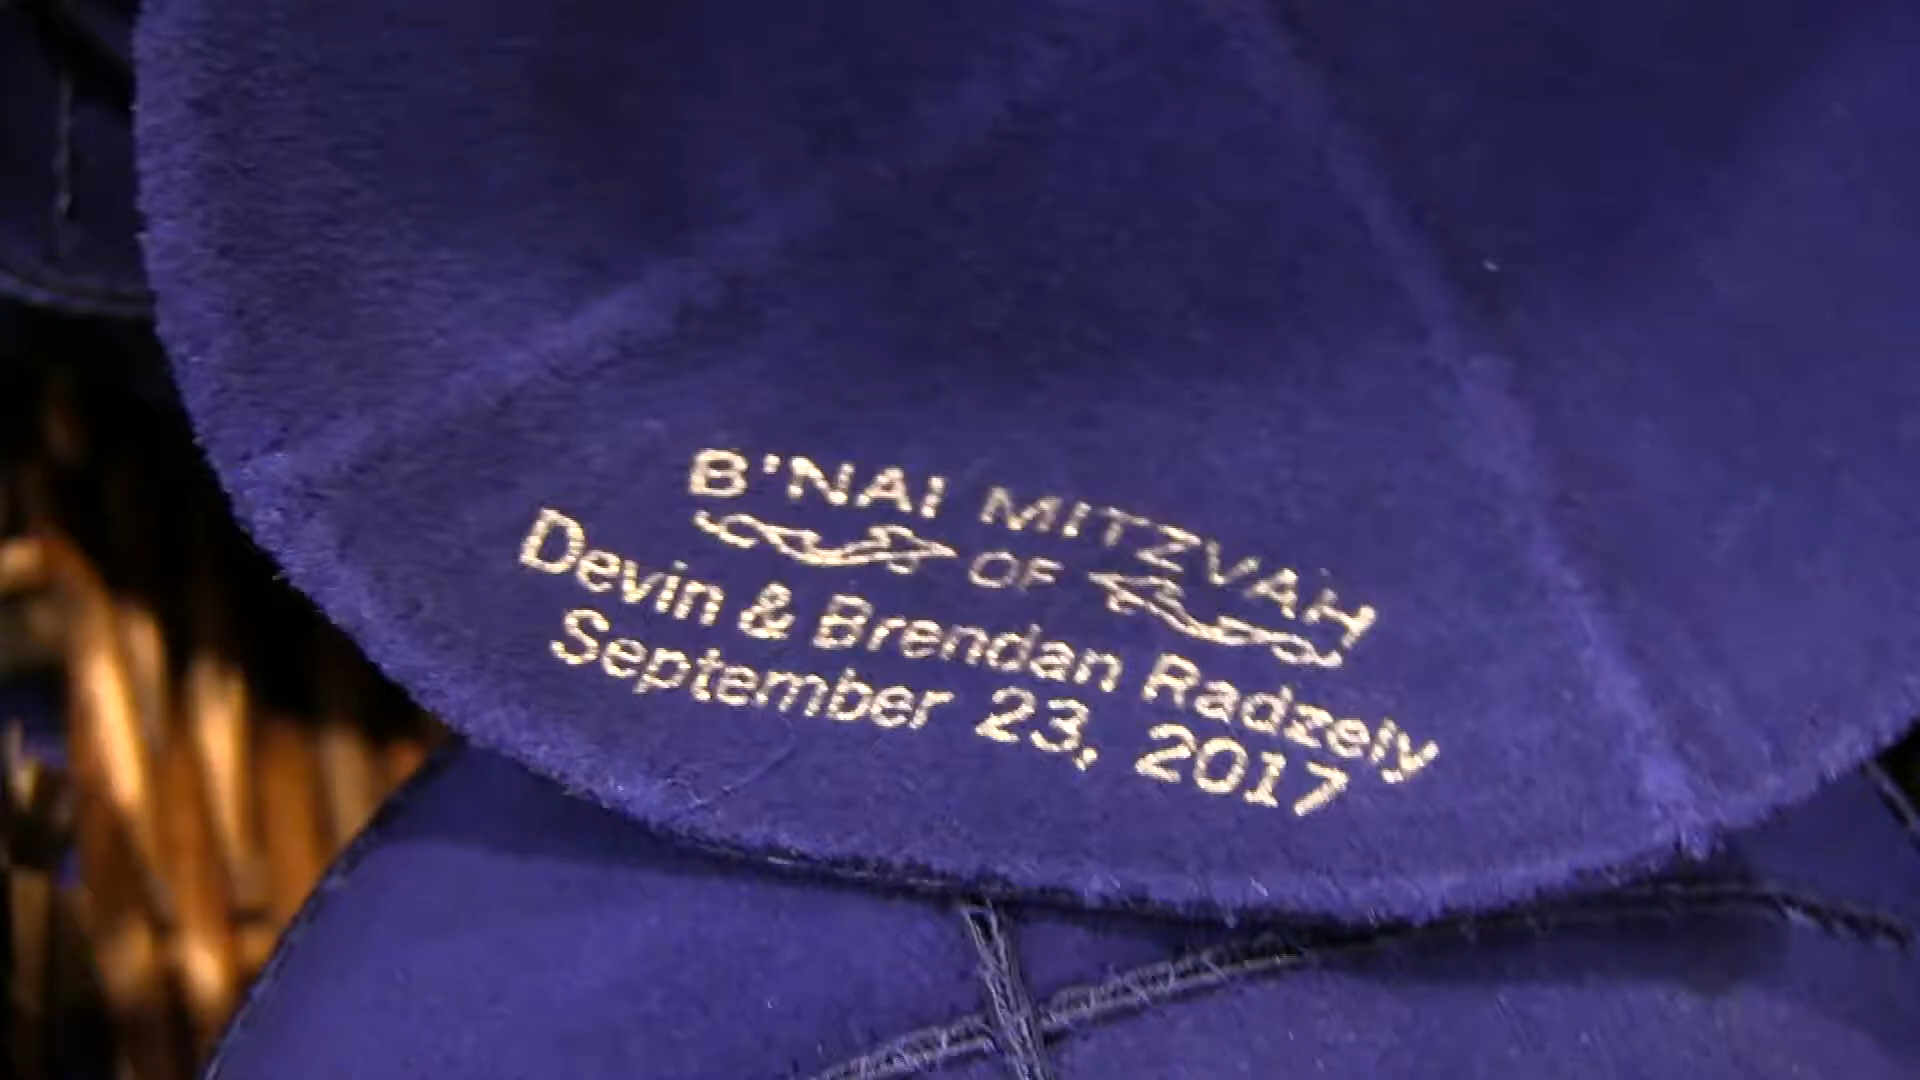 B'NAI MITZVAH
OF
Devin & Brendan Radzely
September 23, 2017